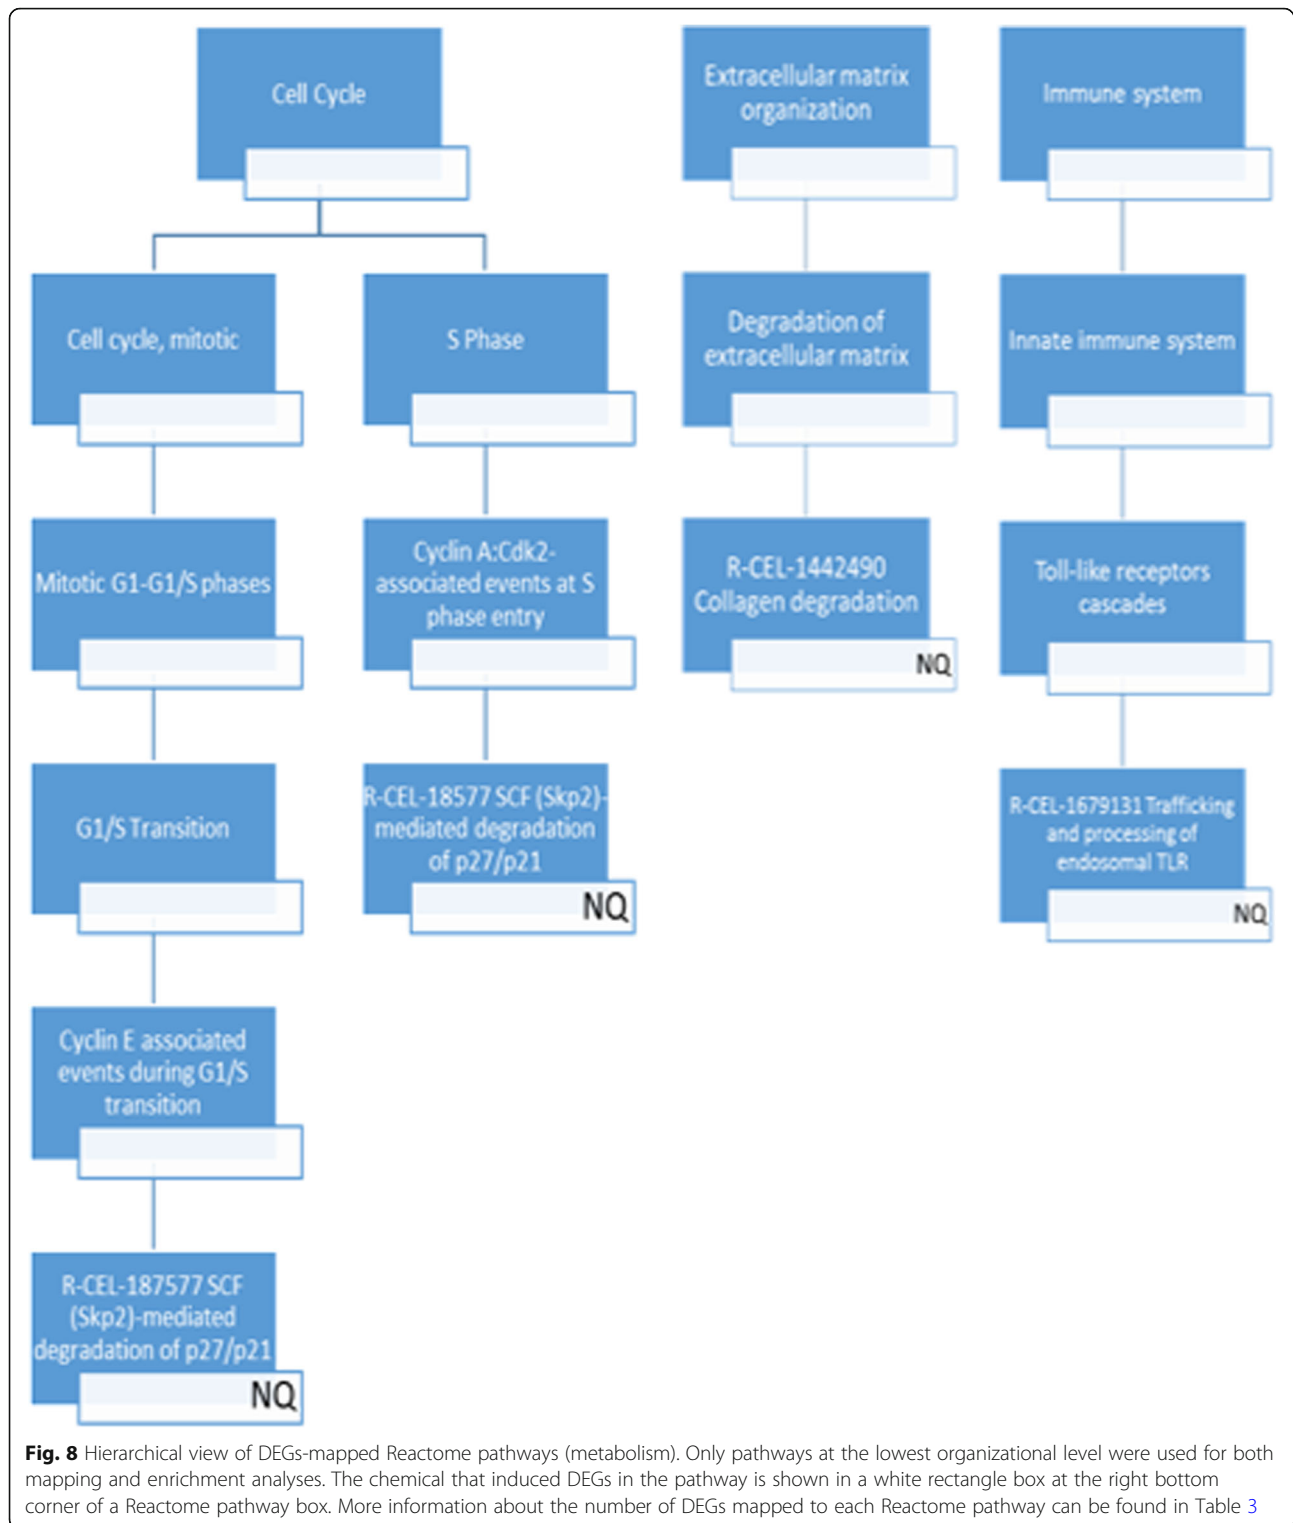 Cell Cycle
Cell cycle, mitotic
Mitotic G1-G1/S phases
G1/S Transition
Cyclin E associated
events during G1/S
transition
R-CEL-187577 SCF
(Skp2)-mediated
degradation of p27/p21
NQ
S Phase
Cyclin A:Cdk2-
associated events at S
phase entry
R-CEL-18577 SCF (Skp2)-
mediated degradation
of p27/p21
NQ
Extracellular matrix
organization
Degradation of
extracellular matrix
R-CEL-1442490
Collagen degradation
NQ
Immune system
Innate immune system
Toll-like receptors
cascades
R-CEL-1679131 Trafficking
and processing of
endosomal TLR
NQ
Fig. 8 Hierarchical view of DEGs-mapped Reactome pathways (metabolism). Only pathways at the lowest organizational level were used for both
mapping and enrichment analyses. The chemical that induced DEGs in the pathway is shown in a white rectangle box at the right bottom
corner of a Reactome pathway box. More information about the number of DEGs mapped to each Reactome pathway can be found in Table 3